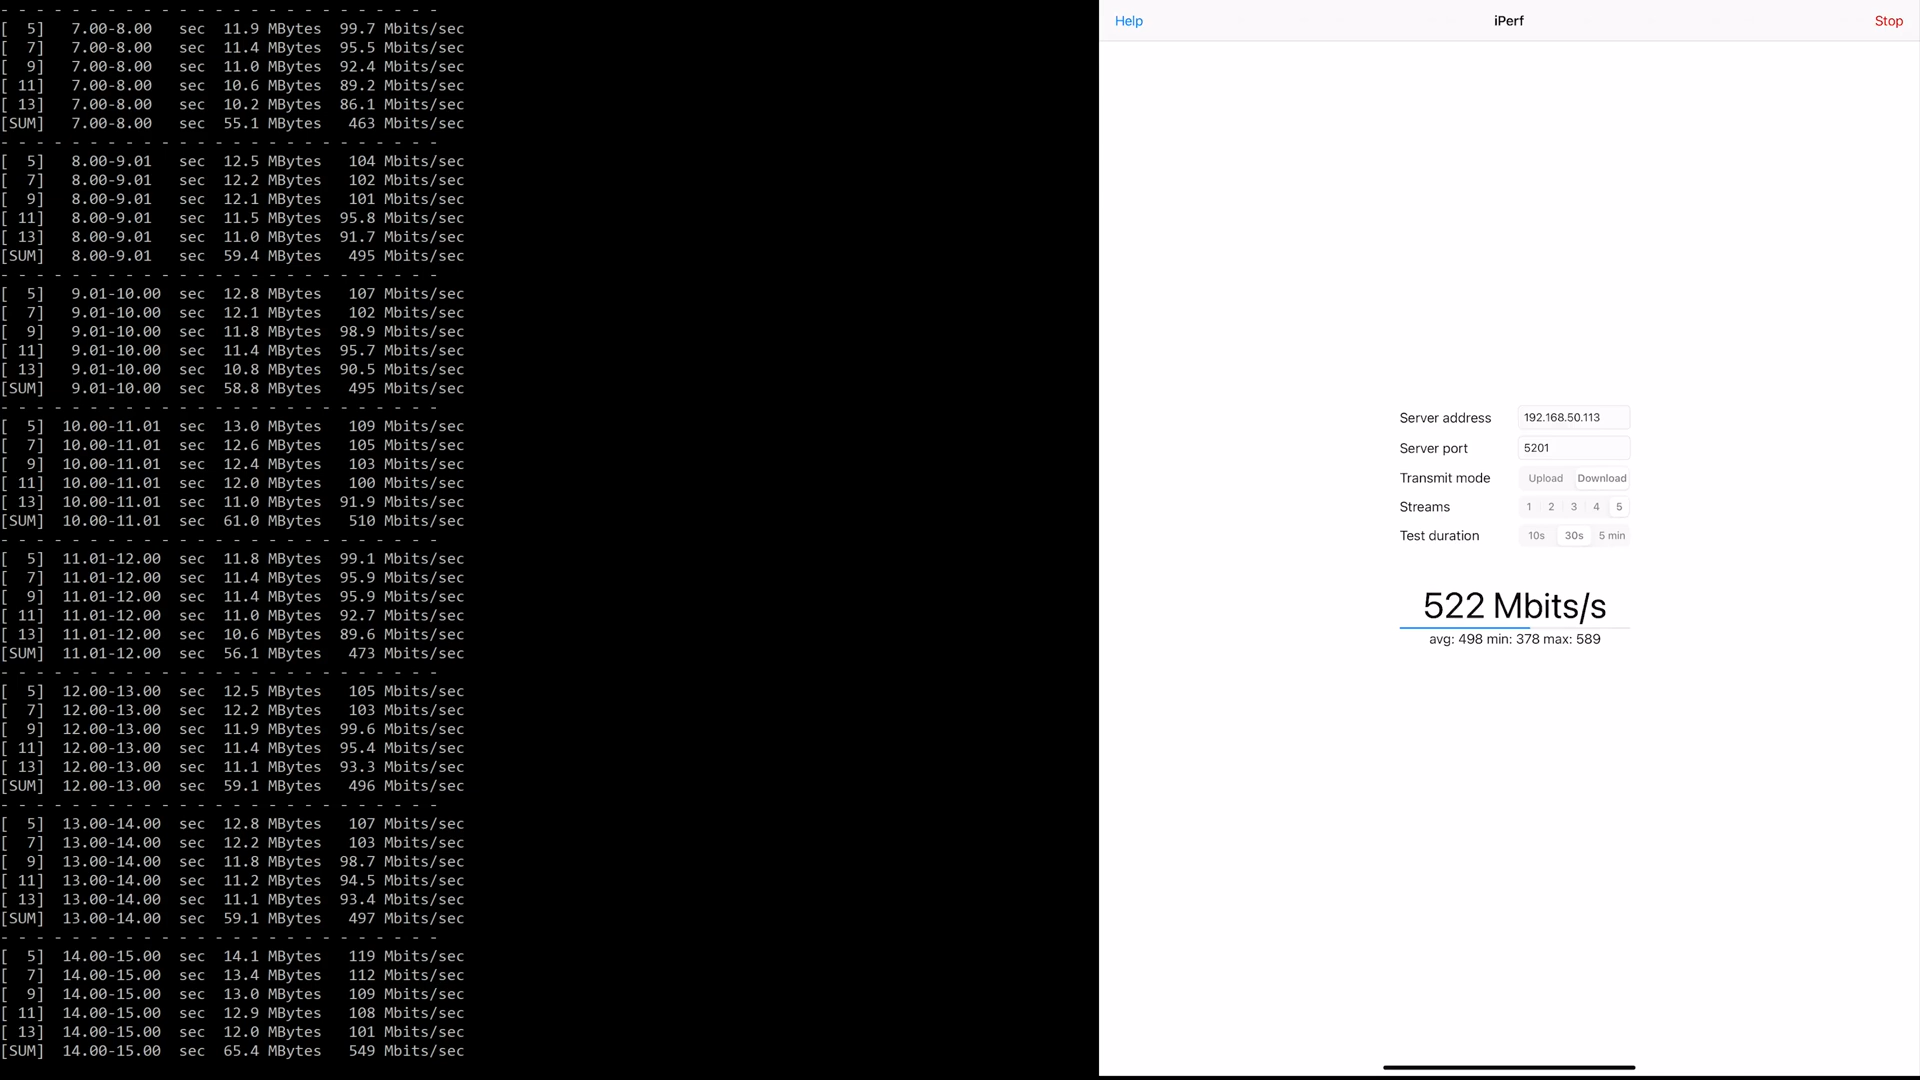 - - - - - - - - - - - - - - - - - - - - - - - - -
[  5]   7.00-8.00   sec  11.9 MBytes  99.7 Mbits/sec
[  7]   7.00-8.00   sec  11.4 MBytes  95.5 Mbits/sec
[  9]   7.00-8.00   sec  11.0 MBytes  92.4 Mbits/sec
[ 11]   7.00-8.00   sec  10.6 MBytes  89.2 Mbits/sec
[ 13]   7.00-8.00   sec  10.2 MBytes  86.1 Mbits/sec
[SUM]   7.00-8.00   sec  55.1 MBytes   463 Mbits/sec
- - - - - - - - - - - - - - - - - - - - - - - - -
[  5]   8.00-9.01   sec  12.5 MBytes   104 Mbits/sec
[  7]   8.00-9.01   sec  12.2 MBytes   102 Mbits/sec
[  9]   8.00-9.01   sec  12.1 MBytes   101 Mbits/sec
[ 11]   8.00-9.01   sec  11.5 MBytes  95.8 Mbits/sec
[ 13]   8.00-9.01   sec  11.0 MBytes  91.7 Mbits/sec
[SUM]   8.00-9.01   sec  59.4 MBytes   495 Mbits/sec
- - - - - - - - - - - - - - - - - - - - - - - - -
[  5]   9.01-10.00  sec  12.8 MBytes   107 Mbits/sec
[  7]   9.01-10.00  sec  12.1 MBytes   102 Mbits/sec
[  9]   9.01-10.00  sec  11.8 MBytes  98.9 Mbits/sec
[ 11]   9.01-10.00  sec  11.4 MBytes  95.7 Mbits/sec
[ 13]   9.01-10.00  sec  10.8 MBytes  90.5 Mbits/sec
[SUM]   9.01-10.00  sec  58.8 MBytes   495 Mbits/sec
- - - - - - - - - - - - - - - - - - - - - - - - -
[  5]  10.00-11.01  sec  13.0 MBytes   109 Mbits/sec
[  7]  10.00-11.01  sec  12.6 MBytes   105 Mbits/sec
[  9]  10.00-11.01  sec  12.4 MBytes   103 Mbits/sec
[ 11]  10.00-11.01  sec  12.0 MBytes   100 Mbits/sec
[ 13]  10.00-11.01  sec  11.0 MBytes  91.9 Mbits/sec
[SUM]  10.00-11.01  sec  61.0 MBytes   510 Mbits/sec
- - - - - - - - - - - - - - - - - - - - - - - - -
[  5]  11.01-12.00  sec  11.8 MBytes  99.1 Mbits/sec
[  7]  11.01-12.00  sec  11.4 MBytes  95.9 Mbits/sec
[  9]  11.01-12.00  sec  11.4 MBytes  95.9 Mbits/sec
[ 11]  11.01-12.00  sec  11.0 MBytes  92.7 Mbits/sec
[ 13]  11.01-12.00  sec  10.6 MBytes  89.6 Mbits/sec
[SUM]  11.01-12.00  sec  56.1 MBytes   473 Mbits/sec
- - - - - - - - - - - - - - - - - - - - - - - - -
[  5]  12.00-13.00  sec  12.5 MBytes   105 Mbits/sec
[  7]  12.00-13.00  sec  12.2 MBytes   103 Mbits/sec
[  9]  12.00-13.00  sec  11.9 MBytes  99.6 Mbits/sec
[ 11]  12.00-13.00  sec  11.4 MBytes  95.4 Mbits/sec
[ 13]  12.00-13.00  sec  11.1 MBytes  93.3 Mbits/sec
[SUM]  12.00-13.00  sec  59.1 MBytes   496 Mbits/sec
- - - - - - - - - - - - - - - - - - - - - - - - -
[  5]  13.00-14.00  sec  12.8 MBytes   107 Mbits/sec
[  7]  13.00-14.00  sec  12.2 MBytes   103 Mbits/sec
[  9]  13.00-14.00  sec  11.8 MBytes  98.7 Mbits/sec
[ 11]  13.00-14.00  sec  11.2 MBytes  94.5 Mbits/sec
[ 13]  13.00-14.00  sec  11.1 MBytes  93.4 Mbits/sec
[SUM]  13.00-14.00  sec  59.1 MBytes   497 Mbits/sec
- - - - - - - - - - - - - - - - - - - - - - - - -
[  5]  14.00-15.00  sec  14.1 MBytes   119 Mbits/sec
[  7]  14.00-15.00  sec  13.4 MBytes   112 Mbits/sec
[  9]  14.00-15.00  sec  13.0 MBytes   109 Mbits/sec
[ 11]  14.00-15.00  sec  12.9 MBytes   108 Mbits/sec
[ 13]  14.00-15.00  sec  12.0 MBytes   101 Mbits/sec
[SUM]  14.00-15.00  sec  65.4 MBytes   549 Mbits/sec
Help iPerf Stop
Server address 192.168.50.113
Server port 5201
Transmit mode Upload Download
Streams 1 2 3 4 5
Test duration 10s 30s 5 min
522 Mbits/s
avg: 498 min: 378 max: 589